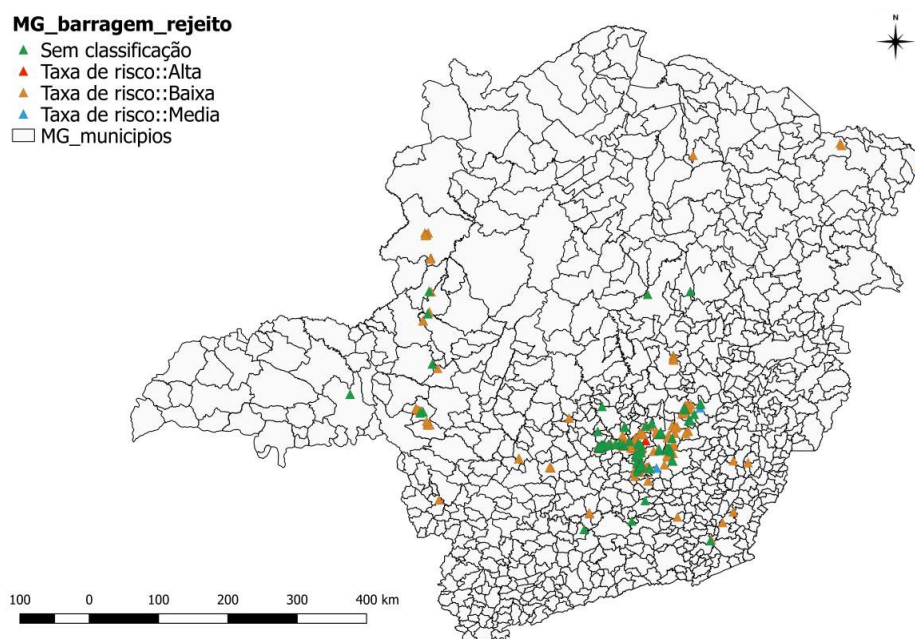 MG_barragem_rejeito
Sem classificação
Taxa de risco::Alta
Taxa de risco::Baixa
Taxa de risco::Media
MG_municipios
N
100 0 100 200 300 400 km